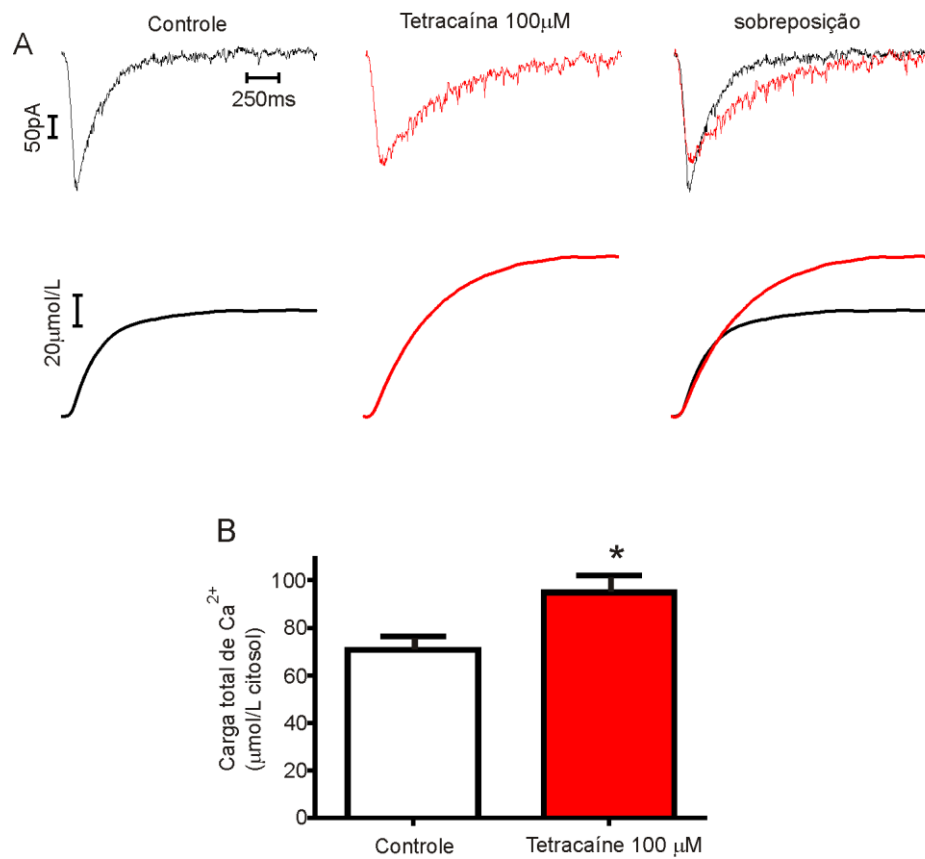 A
Controle
Tetracaína 100µM
sobreposição
50pA
250ms
20µmol/L
B
Carga total de Ca²⁺
(µmol/L citosol)
100
80
60
40
20
0
*
Controle
Tetracaíne 100 µM